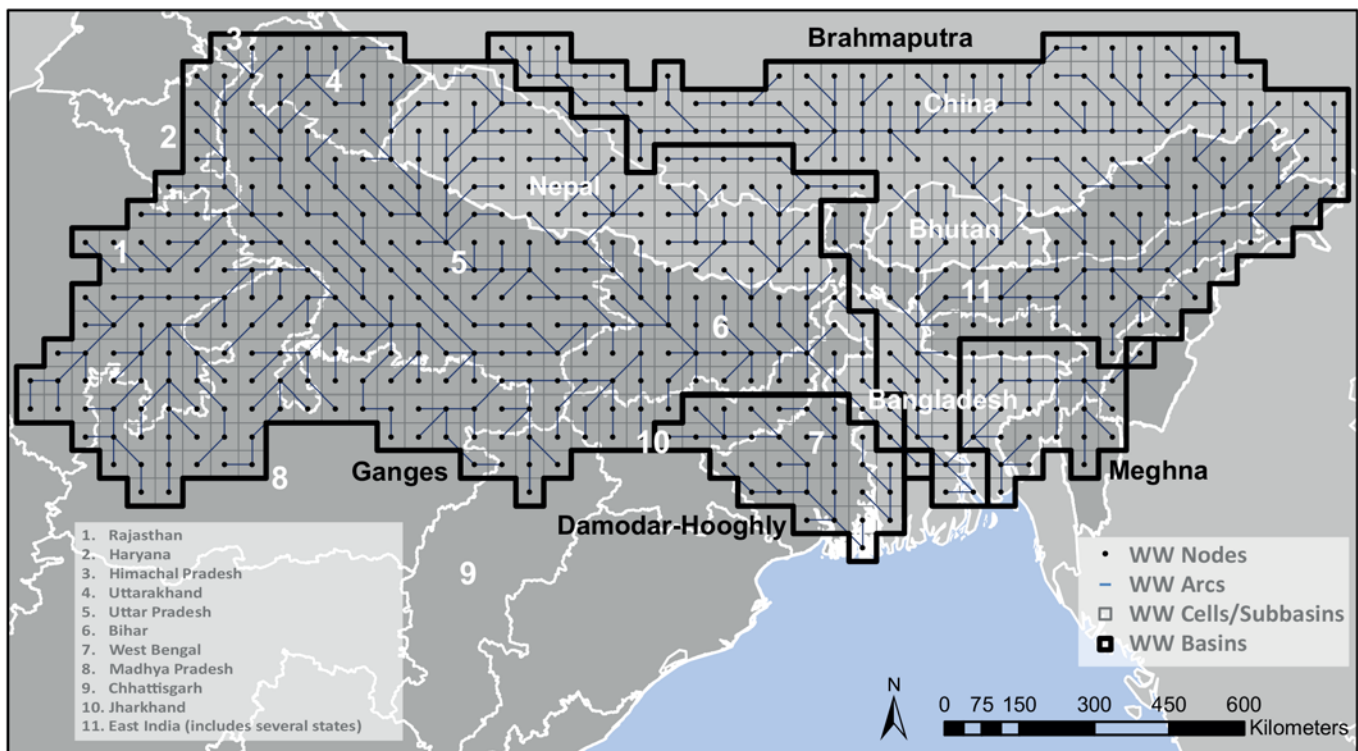 Brahmaputra
3
4
China
2
Nepal
1
Bhutan
5
11
6
Bangladesh
10
7
8
Ganges
Meghna
Damodar-Hooghly
9
1. Rajasthan
2. Haryana
3. Himachal Pradesh
4. Uttarakhand
5. Uttar Pradesh
6. Bihar
7. West Bengal
8. Madhya Pradesh
9. Chhattisgarh
10. Jharkhand
11. East India (includes several states)
WW Nodes
WW Arcs
WW Cells/Subbasins
WW Basins
N
0 75 150 300 450 600
Kilometers